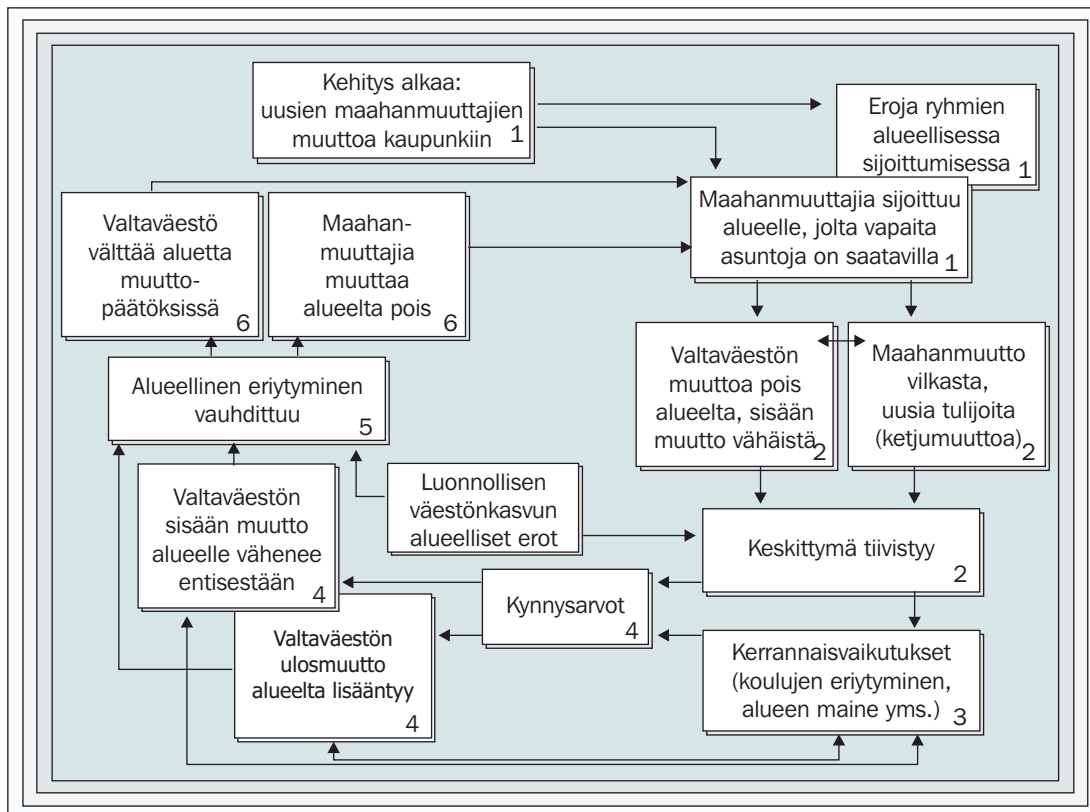 Kehitys alkaa:
uusien maahanmuuttajien
muuttoa kaupunkiin
1
Eroja ryhmien
alueellisessa
sijoittumisessa
1
Maahanmuuttajia sijoittuu
alueelle, jolta vapaita
asuntoja on saatavilla
1
Valtaväestö
välttää aluetta
muutto-
päätöksissä
6
Maahan-
muuttajia
muuttaa
alueelta pois
6
Valtaväestön
muuttoa pois
alueelta, sisään
muutto vähäistä
2
Maahanmuutto
vilkasta,
uusia tulijoita
(ketjumuuttoa)
2
Alueellinen eriytyminen
vauhdittuu
5
Luonnollisen
väestönkasvun
alueelliset erot
Valtaväestön
sisään muutto
alueelle vähenee
entisestään
4
Keskittymä tiivistyy
2
Kynnysarvot
4
Valtaväestön
ulosmuutto
alueelta lisääntyy
4
Kerrannaisvaikutukset
(koulujen eriytyminen,
alueen maine yms.)
3